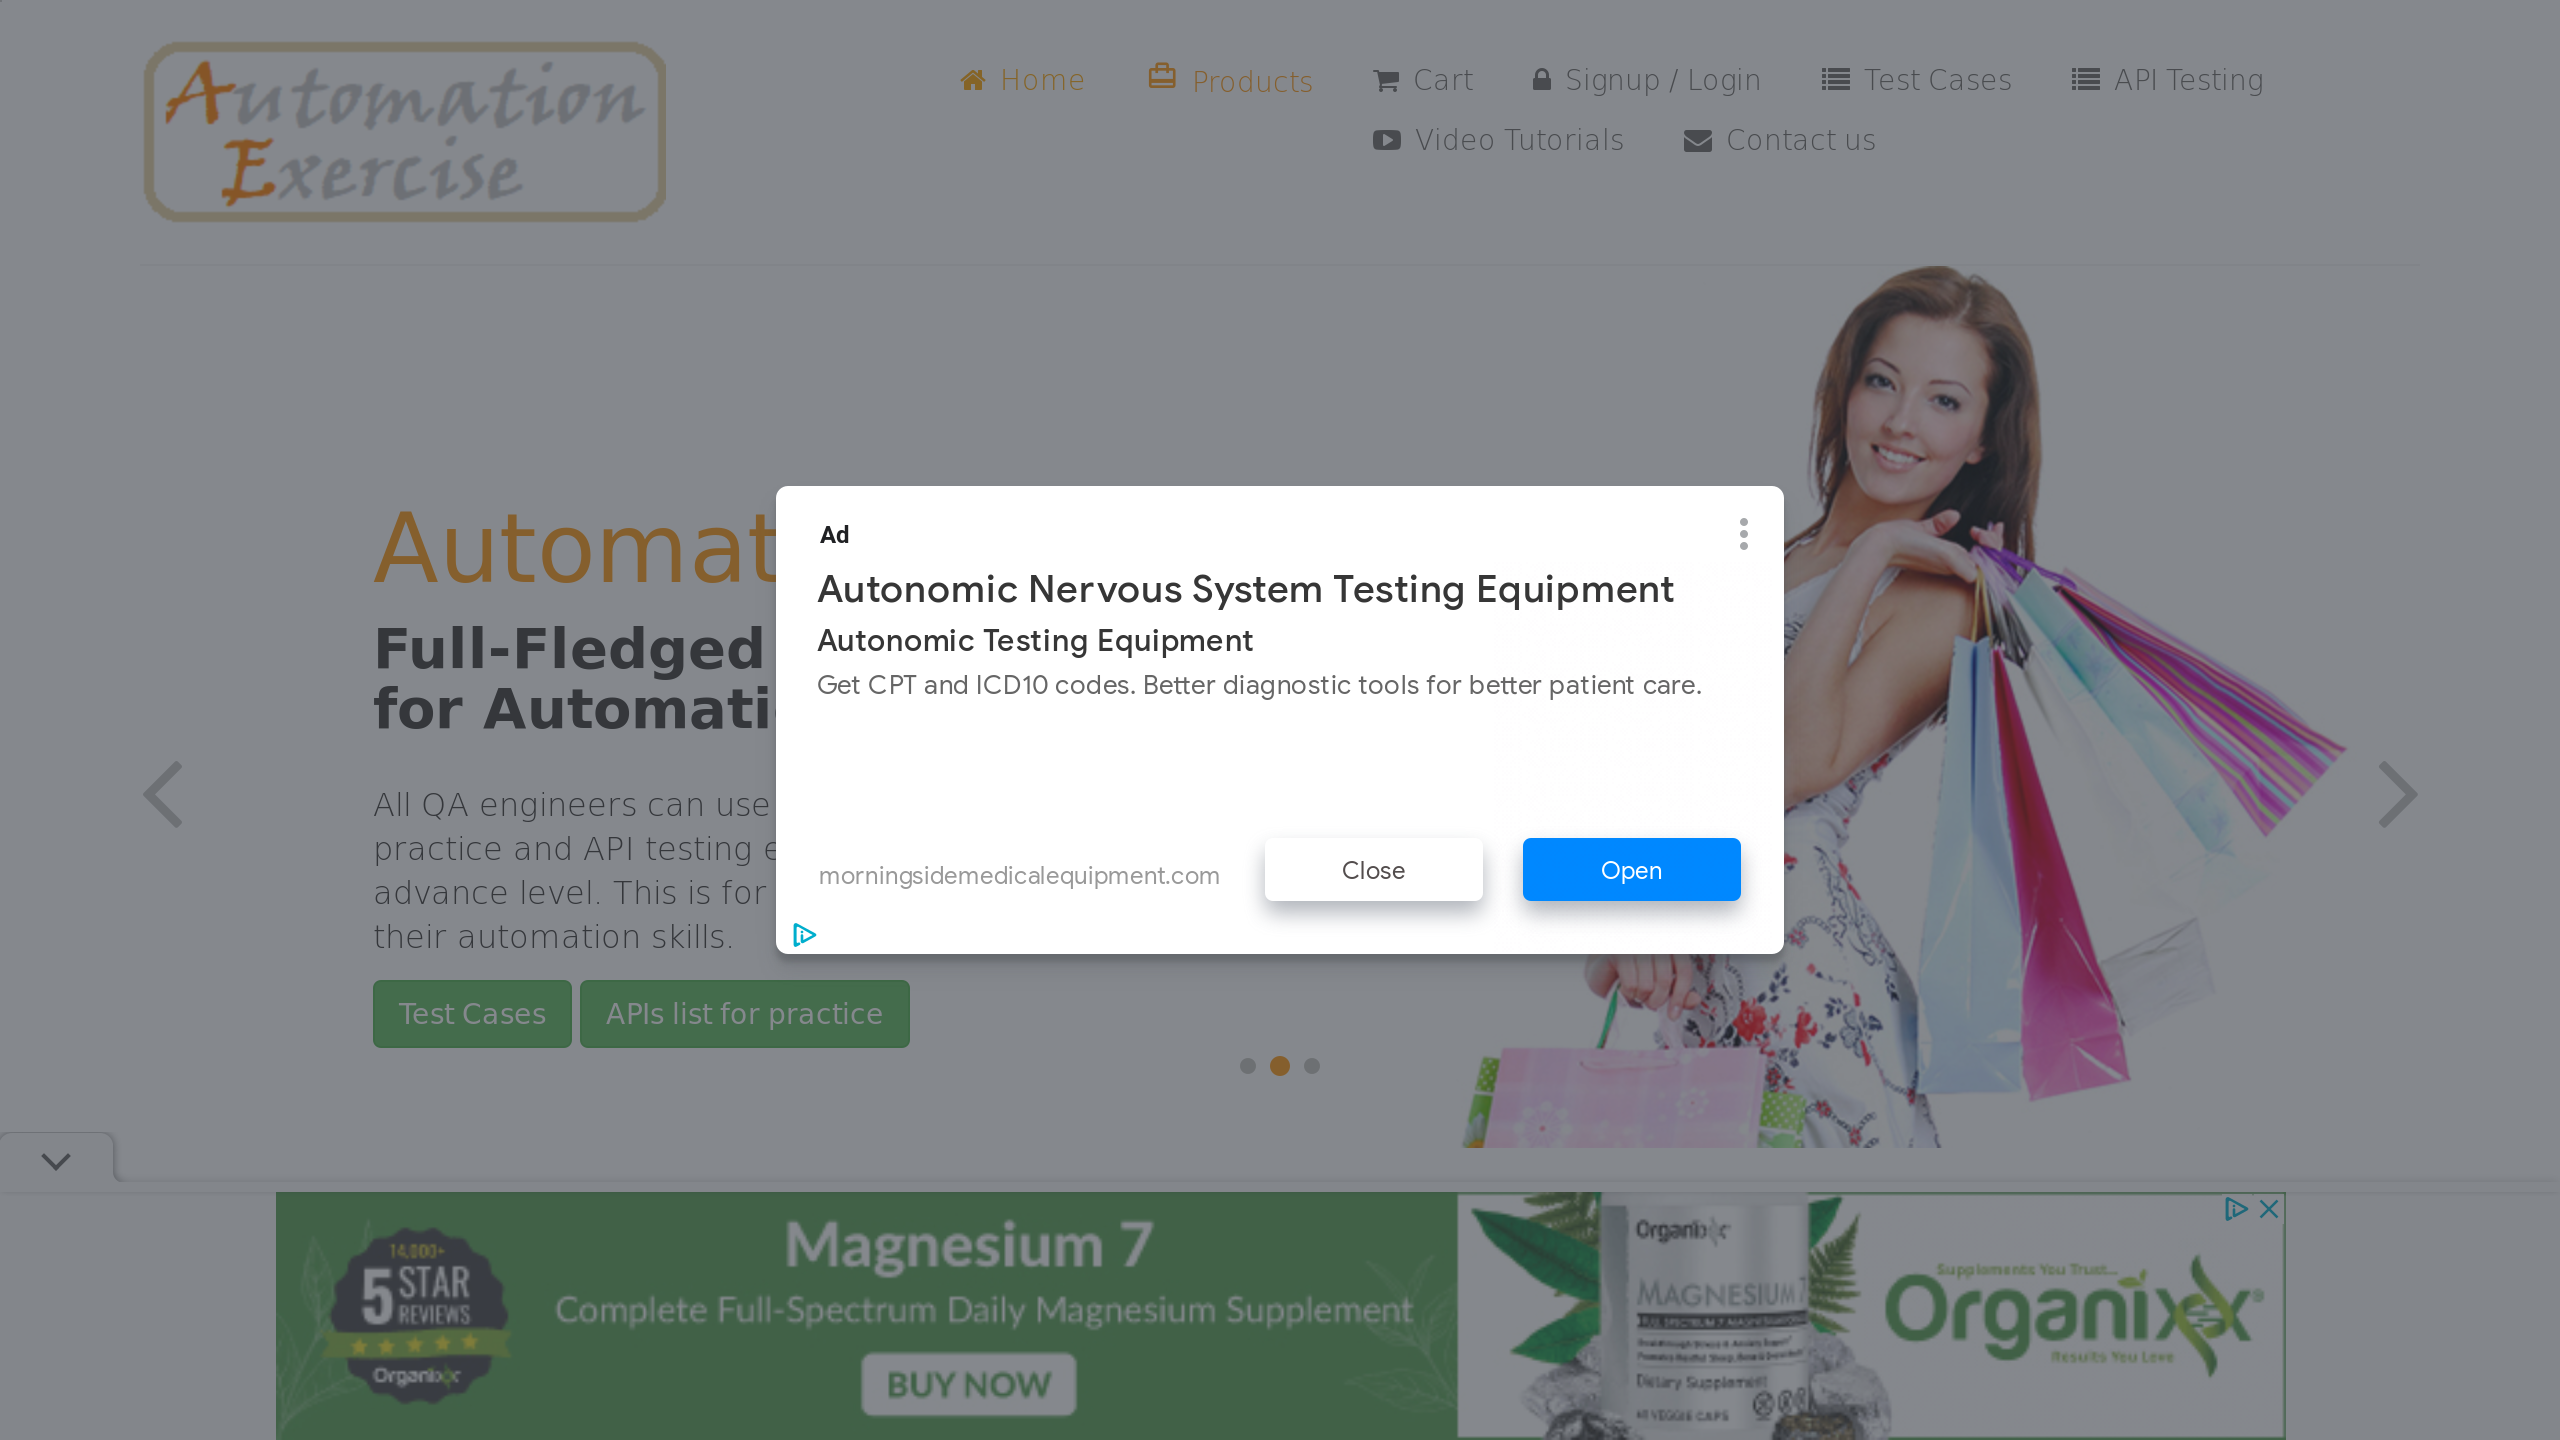 Automation
Exercise
Home
Products
Cart
Signup / Login
Test Cases
API Testing
Video Tutorials
Contact us
Automat
Full-Fledged
for Automati
All QA engineers can use
practice and API testing e
advance level. This is for
their automation skills.
Test Cases
APIs list for practice
Ad
Autonomic Nervous System Testing Equipment
Autonomic Testing Equipment
Get CPT and ICD10 codes. Better diagnostic tools for better patient care.
morningsidemedicalequipment.com
Close
Open
14,000+
5 STAR
REVIEWS
Organixx
Magnesium 7
Complete Full-Spectrum Daily Magnesium Supplement
BUY NOW
Organixx
MAGNESIUM 7
Dietary Supplement
60 VEGGIE CAPS
Supplements You Trust...
Organixx®
Results You Love